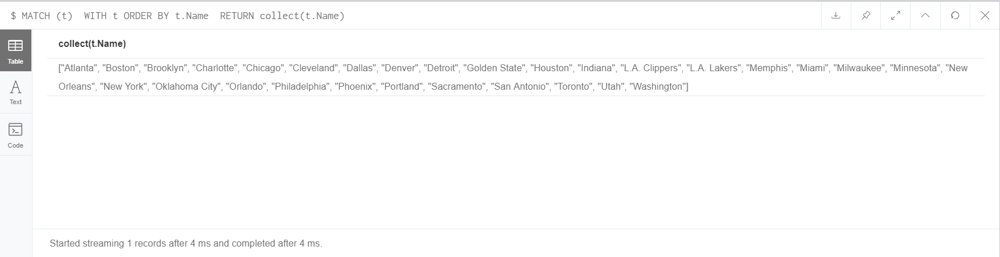 $ MATCH (t)  WITH t ORDER BY t.Name  RETURN collect(t.Name)
Table
Text
Code
collect(t.Name)
["Atlanta", "Boston", "Brooklyn", "Charlotte", "Chicago", "Cleveland", "Dallas", "Denver", "Detroit", "Golden State", "Houston", "Indiana", "L.A. Clippers", "L.A. Lakers", "Memphis", "Miami", "Milwaukee", "Minnesota", "New
Orleans", "New York", "Oklahoma City", "Orlando", "Philadelphia", "Phoenix", "Portland", "Sacramento", "San Antonio", "Toronto", "Utah", "Washington"]
Started streaming 1 records after 4 ms and completed after 4 ms.